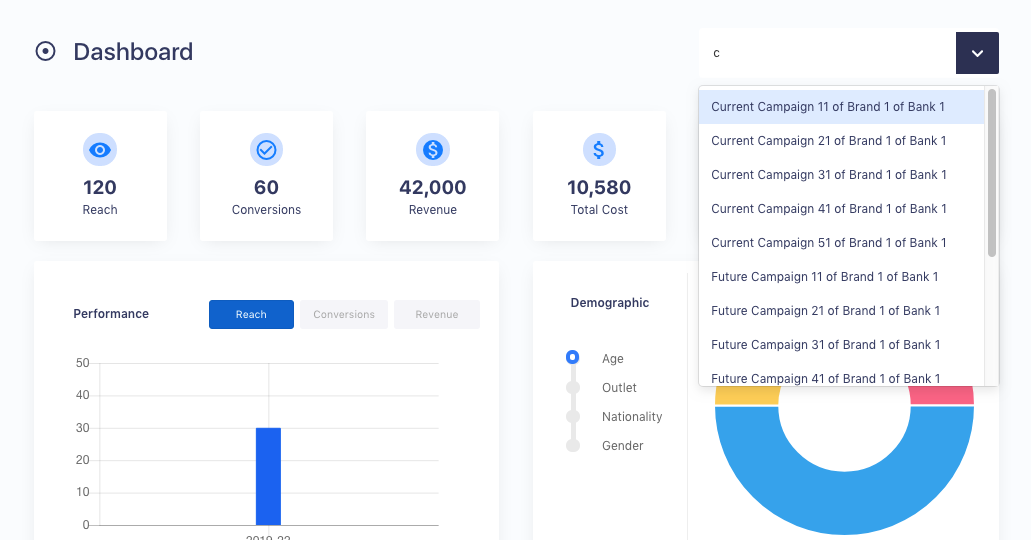 Dashboard
c
Current Campaign 11 of Brand 1 of Bank 1
Current Campaign 21 of Brand 1 of Bank 1
Current Campaign 31 of Brand 1 of Bank 1
Current Campaign 41 of Brand 1 of Bank 1
Current Campaign 51 of Brand 1 of Bank 1
Future Campaign 11 of Brand 1 of Bank 1
Future Campaign 21 of Brand 1 of Bank 1
Future Campaign 31 of Brand 1 of Bank 1
Future Campaign 41 of Brand 1 of Bank 1
120
Reach
60
Conversions
42,000
Revenue
10,580
Total Cost
Performance
Reach
Conversions
Revenue
50
40
30
20
10
0
Demographic
Age
Outlet
Nationality
Gender